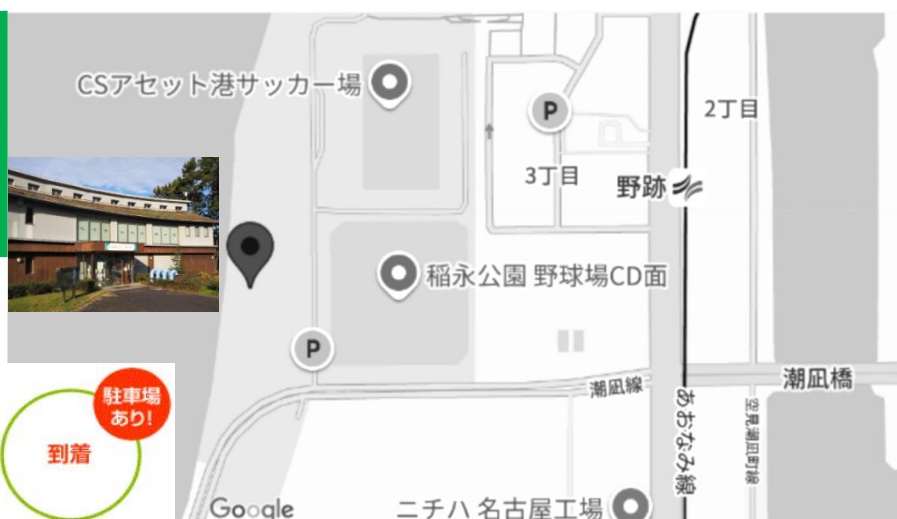 CSアセット港サッカー場
P
2丁目
3丁目
野跡
稲永公園 野球場CD面
P
潮凪橋
潮凪線
あおなみ線
空見潮凪町線
駐車場
あり!
到着
Google
ニチハ 名古屋工場